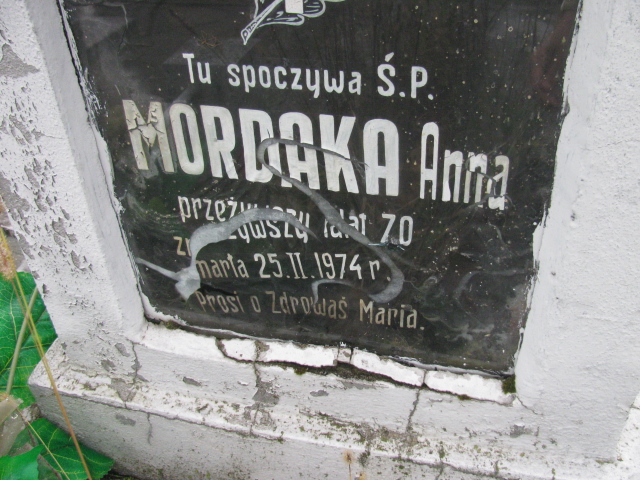 Tu spoczywa Ś.P.
MORDAKA Anna
przeżywszy lat 70
zmarła 25.II 1974 r.
Prosi o Zdrowaś Maria.